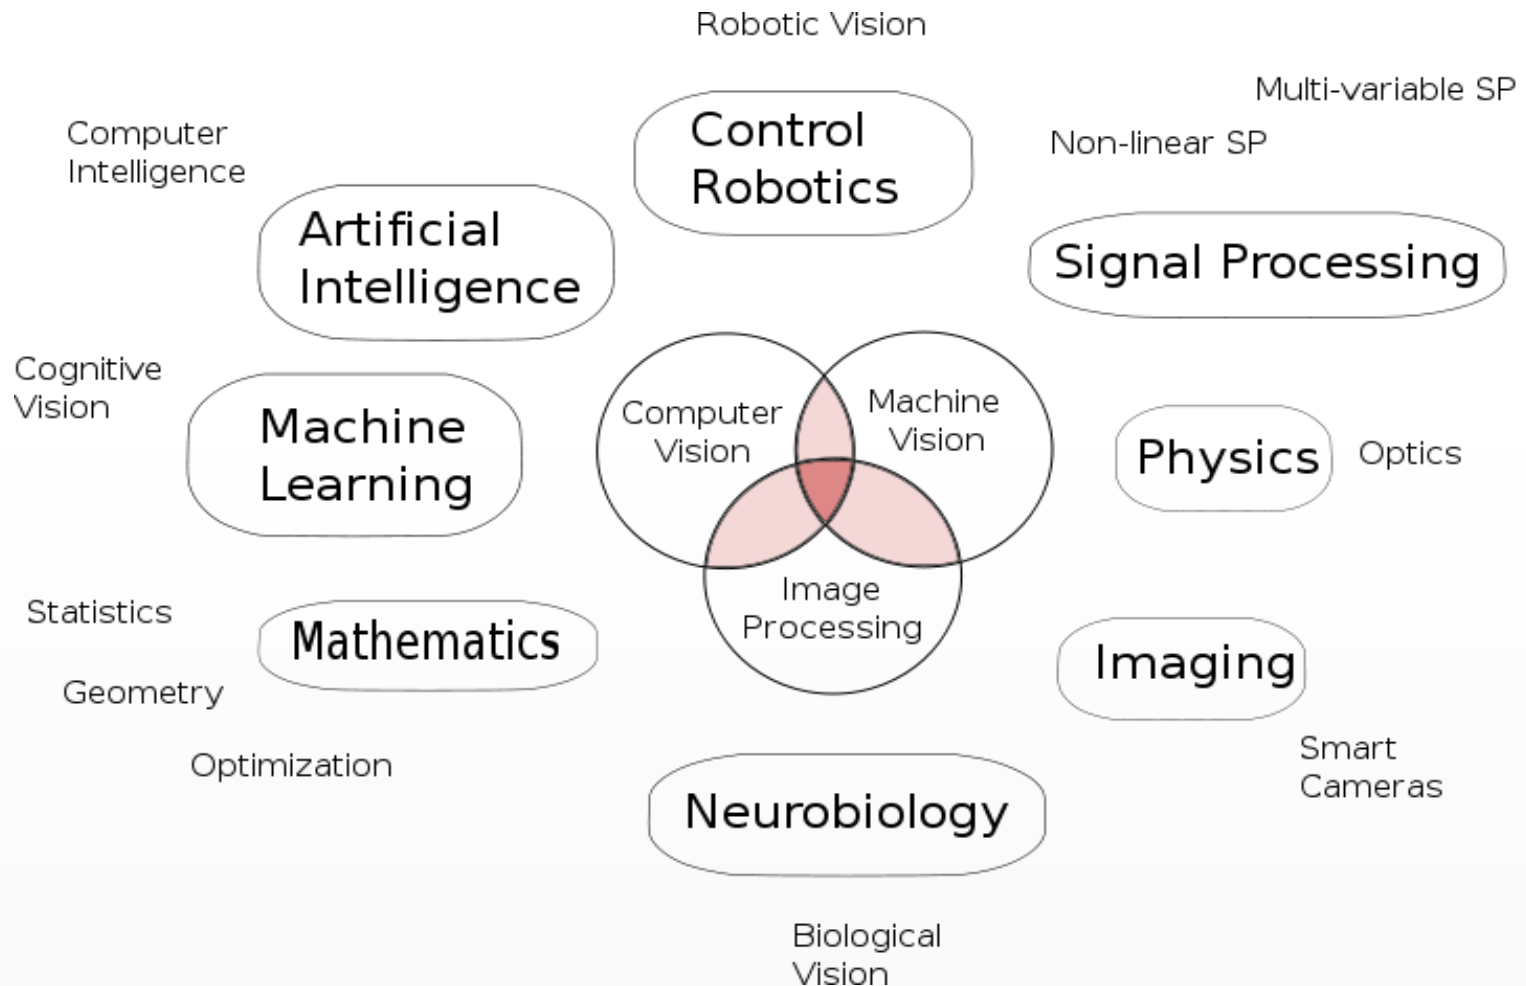 Robotic Vision
Multi-variable SP
Non-linear SP
Computer
Intelligence
Control
Robotics
Artificial
Intelligence
Signal Processing
Cognitive
Vision
Machine
Learning
Computer
Vision
Machine
Vision
Physics
Optics
Image
Processing
Statistics
Mathematics
Geometry
Optimization
Imaging
Smart
Cameras
Neurobiology
Biological
Vision